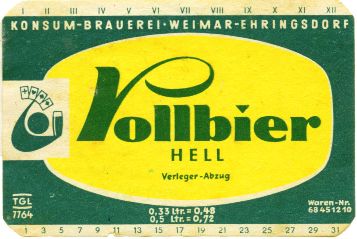 I II III IV V VI VII VIII IX X XI XII
KONSUM-BRAUEREI·WEIMAR-EHRINGSDORF
Vollbier
HELL
Verleger-Abzug
TGL
7764
0,33 Ltr.=0,48
0,5 Ltr.=0,72
Waren-Nr.
68451210
1 3 5 7 9 11 13 15 17 19 21 23 25 27 29 31